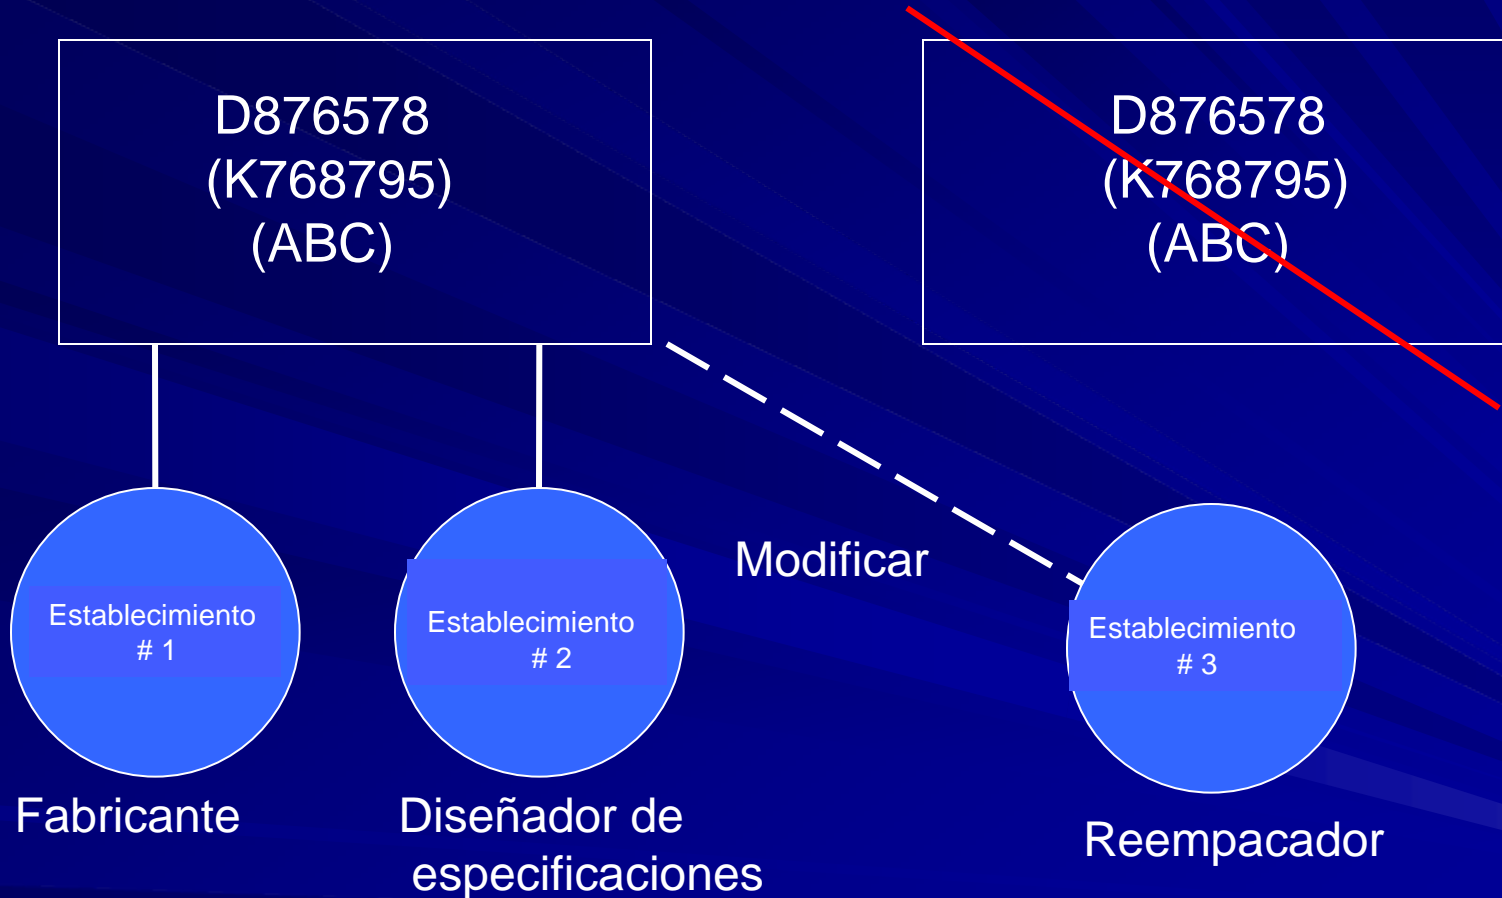 D876578
(K768795)
(ABC)
D876578
(K768795)
(ABC)
Modificar
Establecimiento
# 1
Establecimiento
# 2
Establecimiento
# 3
Fabricante
Diseñador de
especificaciones
Reempacador